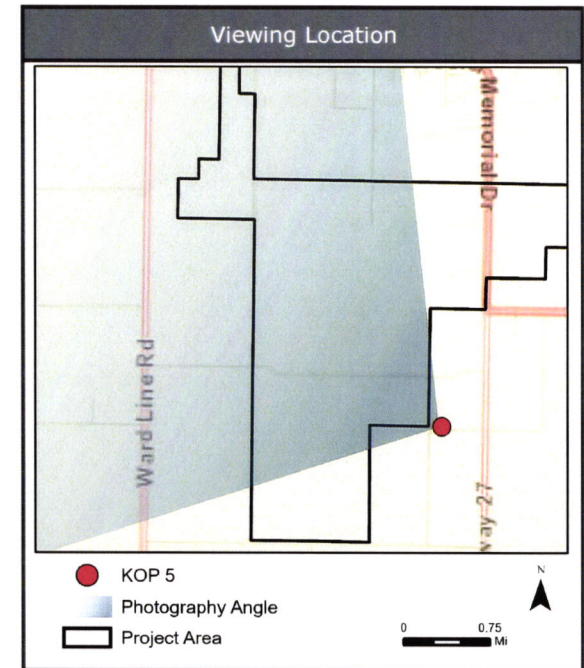 Viewing Location
Memorial Dr
Ward Line Rd
way 27
KOP 5
Photography Angle
Project Area
N
0 0.75
Mi